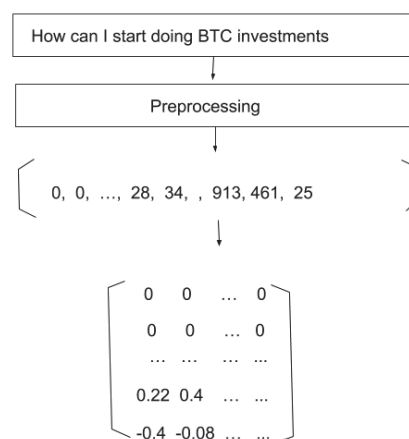 How can I start doing BTC investments
Preprocessing
0, 0, ..., 28, 34, , 913, 461, 25
0 0 ... 0
0 0 ... 0
... ... ... ...
0.22 0.4 ... ...
-0.4 -0.08 ... ...